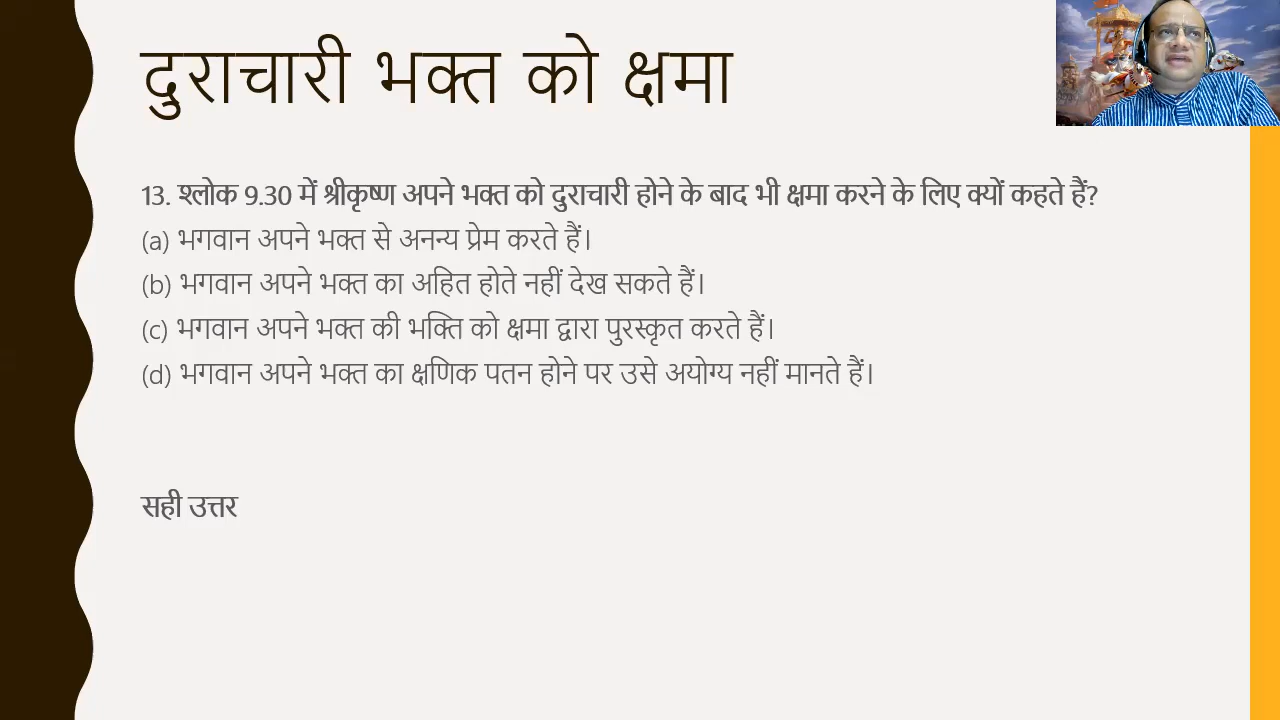 दुराचारी भक्त को क्षमा
13. श्लोक 9.30 में श्रीकृष्ण अपने भक्त को दुराचारी होने के बाद भी क्षमा करने के लिए क्यों कहते हैं?
(a) भगवान अपने भक्त से अनन्य प्रेम करते हैं।
(b) भगवान अपने भक्त का अहित होते नहीं देख सकते हैं।
(c) भगवान अपने भक्त की भक्ति को क्षमा द्वारा पुरस्कृत करते हैं।
(d) भगवान अपने भक्त का क्षणिक पतन होने पर उसे अयोग्य नहीं मानते हैं।
सही उत्तर